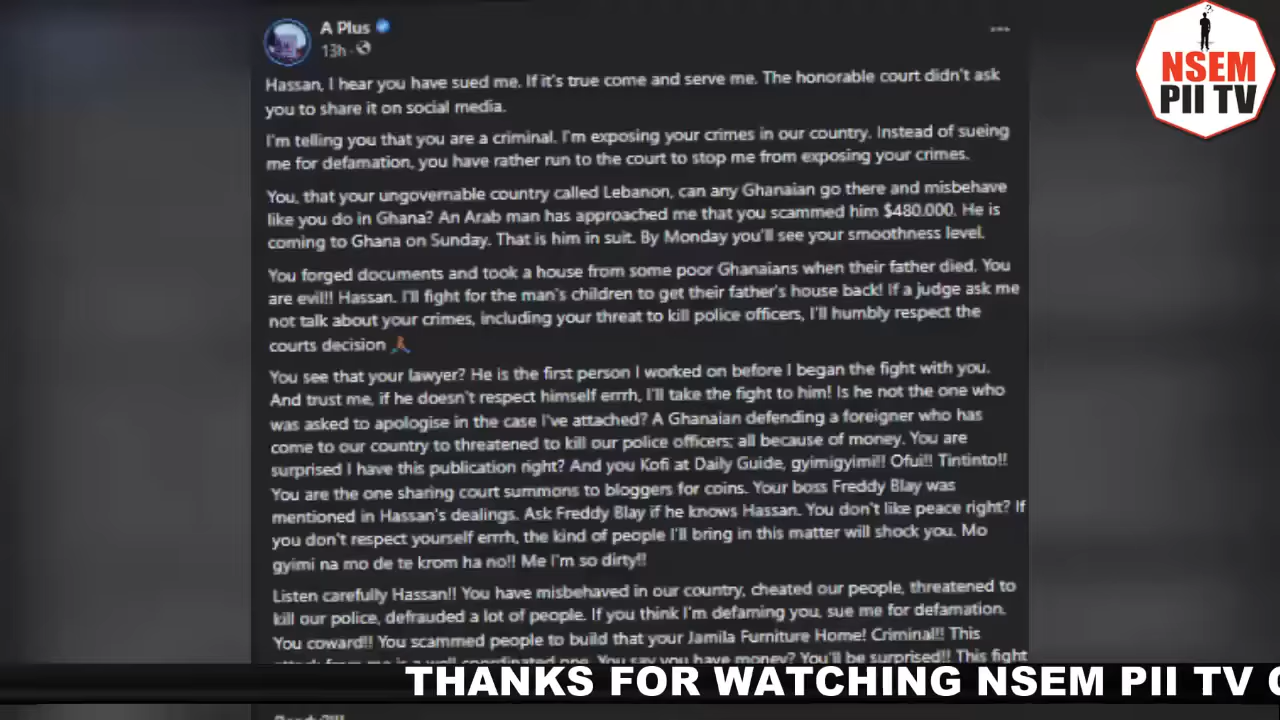 A Plus
13h
Hassan, I hear you have sued me. If it's true come and serve me. The honorable court didn't ask
you to share it on social media.
I'm telling you that you are a criminal. I'm exposing your crimes in our country. Instead of sueing
me for defamation, you have rather run to the court to stop me from exposing your crimes.
You, that your ungovernable country called Lebanon, can any Ghanaian go there and misbehave
like you do in Ghana? An Arab man has approached me that you scammed him $480.000. He is
coming to Ghana on Sunday. That is him in suit. By Monday you'll see your smoothness level.
You forged documents and took a house from some poor Ghanaians when their father died. You
are evil!! Hassan. I'll fight for the man's children to get their father's house back! If a judge ask me
not talk about your crimes, including your threat to kill police officers, I'll humbly respect the
courts decision
You see that your lawyer? He is the first person I worked on before I began the fight with you.
And trust me, if he doesn't respect himself errrh, I'll take the fight to him! Is he not the one who
was asked to apologise in the case I've attached? A Ghanaian defending a foreigner who has
come to our country to threatened to kill our police officers; all because of money. You are
surprised I have this publication right? And you Kofi at Daily Guide, gyimigyimi!! Ofui!! Tintinto!!
You are the one sharing court summons to bloggers for coins. Your boss Freddy Blay was
mentioned in Hassan's dealings. Ask Freddy Blay if he knows Hassan. You don't like peace right? If
you don't respect yourself errrh, the kind of people I'll bring in this matter will shock you. Mo
gyimi na mo de te krom ha no!! Me I'm so dirty!!
Listen carefully Hassan!! You have misbehaved in our country, cheated our people, threatened to
kill our police, defrauded a lot of people. If you think I'm defaming you, sue me for defamation.
You coward!! You scammed people to build that your Jamila Furniture Home! Criminal!! This
attack from me is a well coordinated one. You say you have money? You'll be surprised!! This fight
NSEM
PII TV
THANKS FOR WATCHING NSEM PII TV